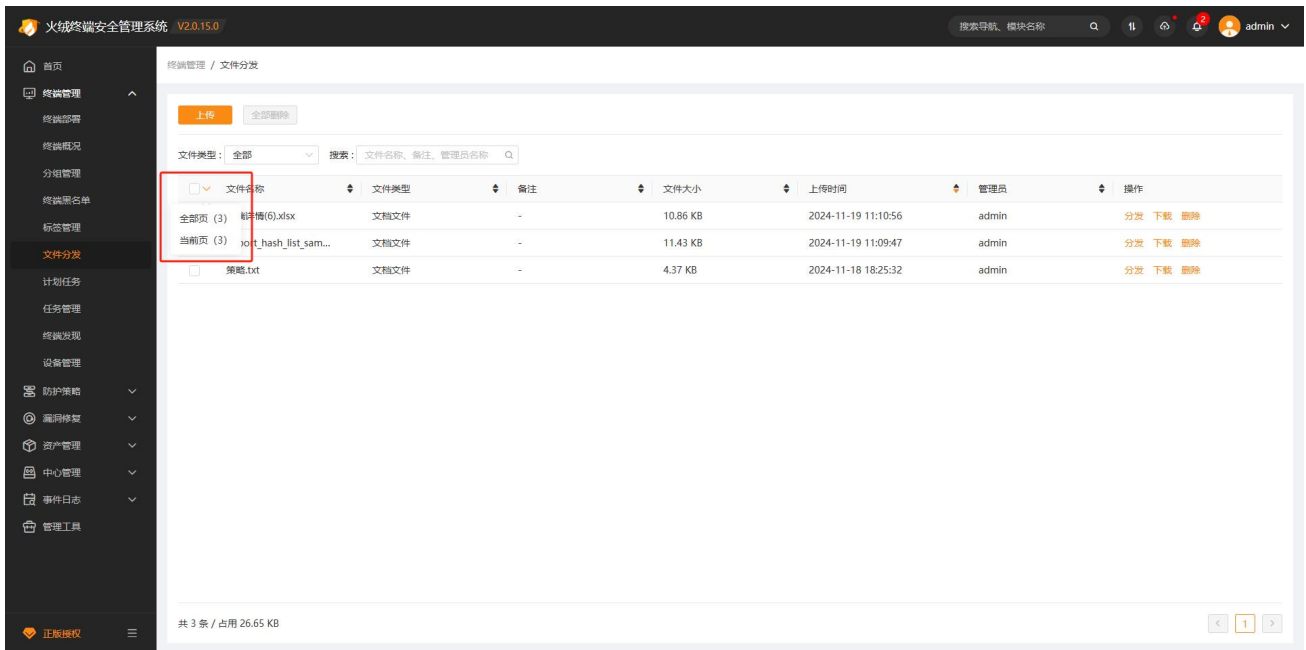 火绒终端安全管理系统 V2.0.15.0 搜索导航、模块名称 2 admin
首页
终端管理
终端部署
终端概况
分组管理
终端黑名单
标签管理
文件分发
计划任务
任务管理
终端发现
设备管理
防护策略
漏洞修复
资产管理
中心管理
事件日志
管理工具
正版授权
终端管理 / 文件分发
上传 全部删除
文件类型: 全部 搜索: 文件名称、备注、管理员名称
文件名称 文件类型 备注 文件大小 上传时间 管理员 操作
全部页 (3)
当前页 (3)
详情(6).xlsx 文档文件 - 10.86 KB 2024-11-19 11:10:56 admin 分发 下载 删除
ort_hash_list_sam... 文档文件 - 11.43 KB 2024-11-19 11:09:47 admin 分发 下载 删除
策略.txt 文档文件 - 4.37 KB 2024-11-18 18:25:32 admin 分发 下载 删除
共 3 条 / 占用 26.65 KB < 1 >